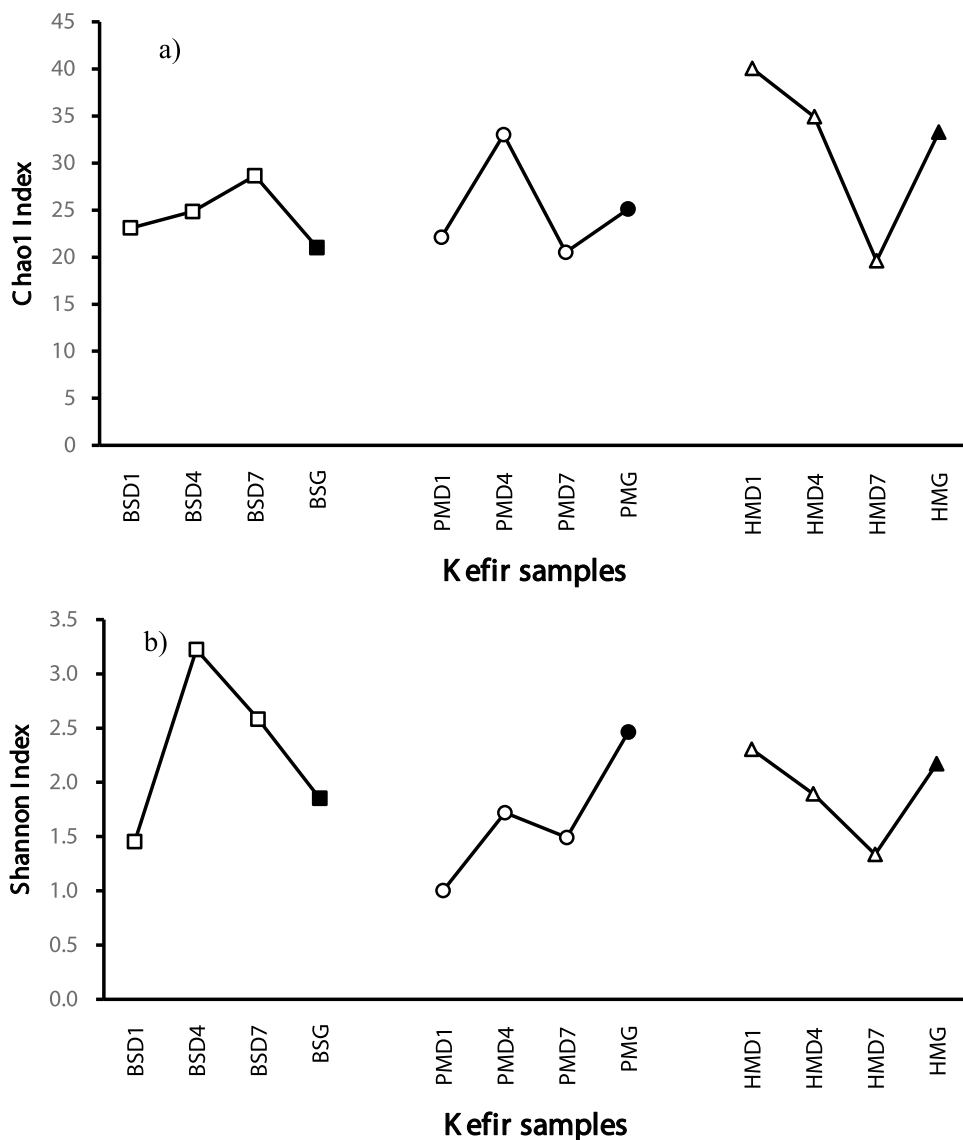 a)
Chao1 Index
45
40
35
30
25
20
15
10
5
0
BSD1
BSD4
BSD7
BSG
PMD1
PMD4
PMD7
PMG
HMD1
HMD4
HMD7
HMG
Kefir samples
b)
Shannon Index
3.5
3.0
2.5
2.0
1.5
1.0
0.5
0.0
BSD1
BSD4
BSD7
BSG
PMD1
PMD4
PMD7
PMG
HMD1
HMD4
HMD7
HMG
Kefir samples